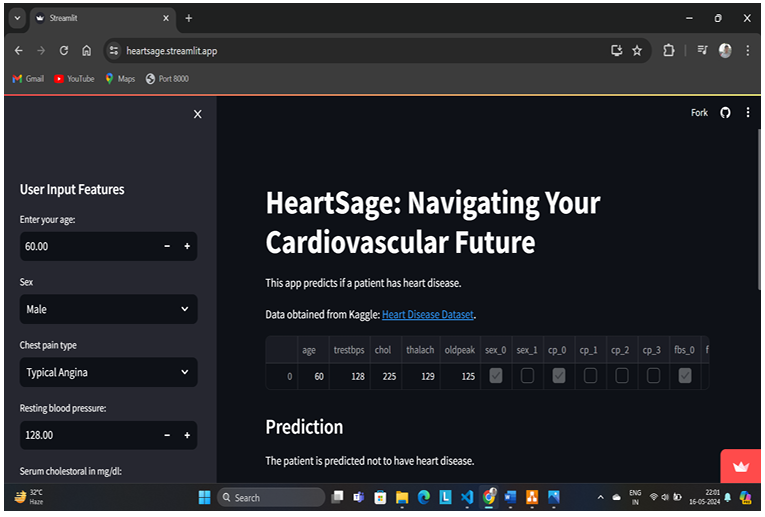 Streamlit
heartsage.streamlit.app
Gmail
YouTube
Maps
Port 8000
Fork
User Input Features
Enter your age:
60.00
Sex
Male
Chest pain type
Typical Angina
Resting blood pressure:
128.00
Serum cholestoral in mg/dl:
HeartSage: Navigating Your
Cardiovascular Future
This app predicts if a patient has heart disease.
Data obtained from Kaggle: Heart Disease Dataset.
age trestbps chol thalach oldpeak sex_0 sex_1 cp_0 cp_1 cp_2 cp_3 fbs_0 f
0 60 128 225 129 125
Prediction
The patient is predicted not to have heart disease.
32°C
Haze
Search
ENG
IN
22:01
16-05-2024